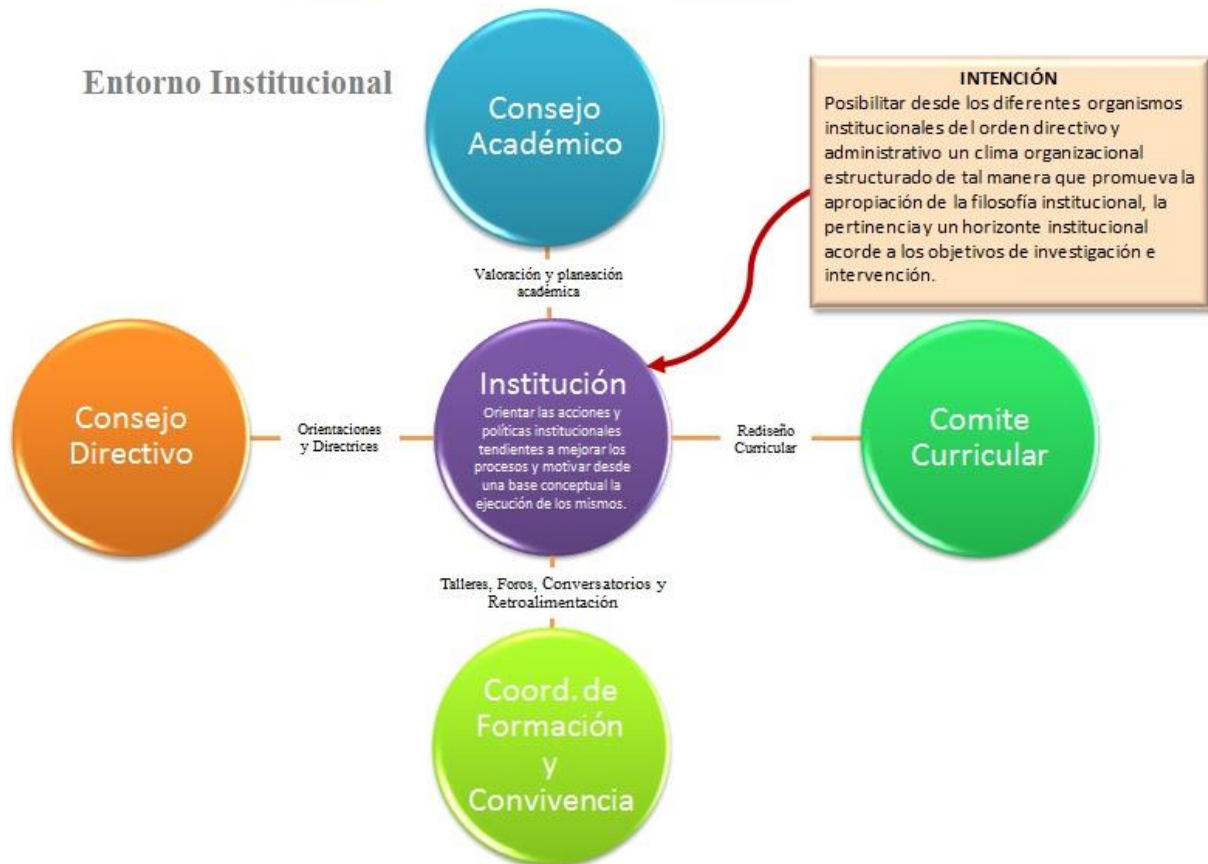 Entorno Institucional
Consejo
Académico
INTENCIÓN
Posibilitar desde los diferentes organismos
institucionales del orden directivo y
administrativo un clima organizacional
estructurado de tal manera que promueva la
apropiación de la filosofía institucional, la
pertinencia y un horizonte institucional
acorde a los objetivos de investigación e
intervención.
Valoración y planeación
académica
Consejo
Directivo
Orientaciones
y Directrices
Institución
Orientar las acciones y
políticas institucionales
tendientes a mejorar los
procesos y motivar desde
una base conceptual la
ejecución de los mismos.
Rediseño
Curricular
Comite
Curricular
Talleres, Foros, Conversatorios y
Retroalimentación
Coord. de
Formación
y
Convivencia